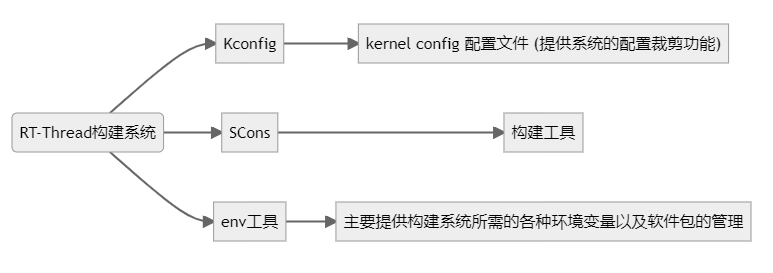 RT-Thread构建系统
Kconfig
kernel config 配置文件 (提供系统的配置裁剪功能)
SCons
构建工具
env工具
主要提供构建系统所需的各种环境变量以及软件包的管理